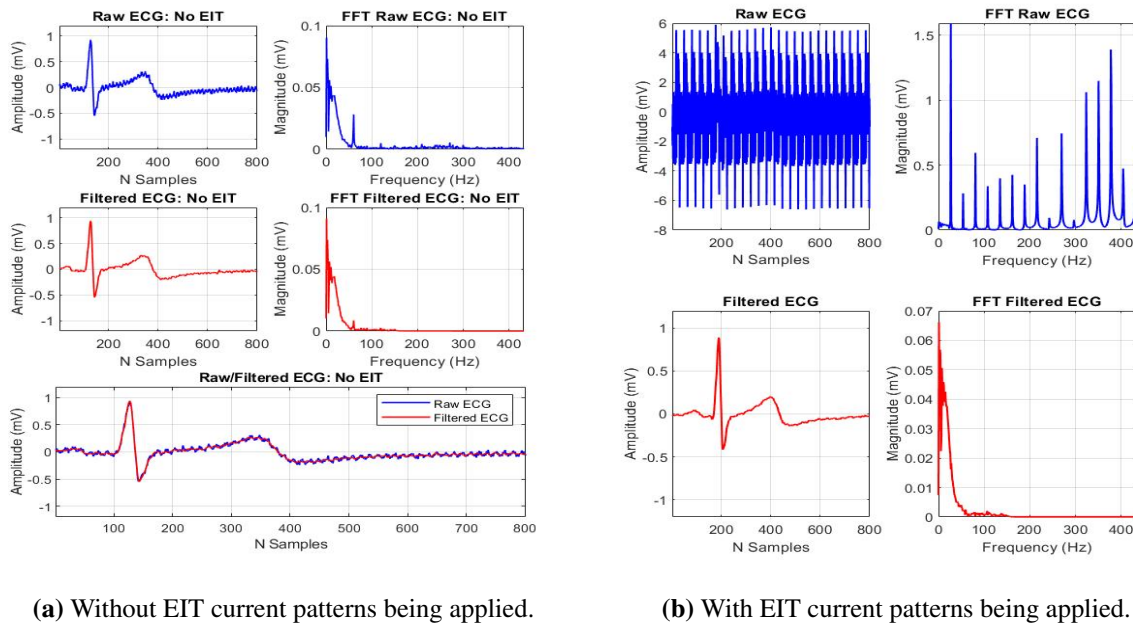 Raw ECG: No EIT
Amplitude (mV)
1
0.5
0
-0.5
-1
200 400 600 800
N Samples
FFT Raw ECG: No EIT
Magnitude (mV)
0.1
0.05
0
0 100 200 300 400
Frequency (Hz)
Filtered ECG: No EIT
Amplitude (mV)
1
0.5
0
-0.5
-1
200 400 600 800
N Samples
FFT Filtered ECG: No EIT
Magnitude (mV)
0.1
0.05
0
0 100 200 300 400
Frequency (Hz)
Raw/Filtered ECG: No EIT
Amplitude (mV)
1
0.5
0
-0.5
-1
Raw ECG
Filtered ECG
100 200 300 400 500 600 700 800
N Samples
(a) Without EIT current patterns being applied.
Raw ECG
Amplitude (mV)
6
4
2
0
-2
-4
-6
-8
200 400 600 800
N Samples
FFT Raw ECG
Magnitude (mV)
1.5
1
0.5
0
0 100 200 300 400
Frequency (Hz)
Filtered ECG
Amplitude (mV)
1
0.5
0
-0.5
-1
200 400 600 800
N Samples
FFT Filtered ECG
Magnitude (mV)
0.07
0.06
0.05
0.04
0.03
0.02
0.01
0
0 100 200 300 400
Frequency (Hz)
(b) With EIT current patterns being applied.